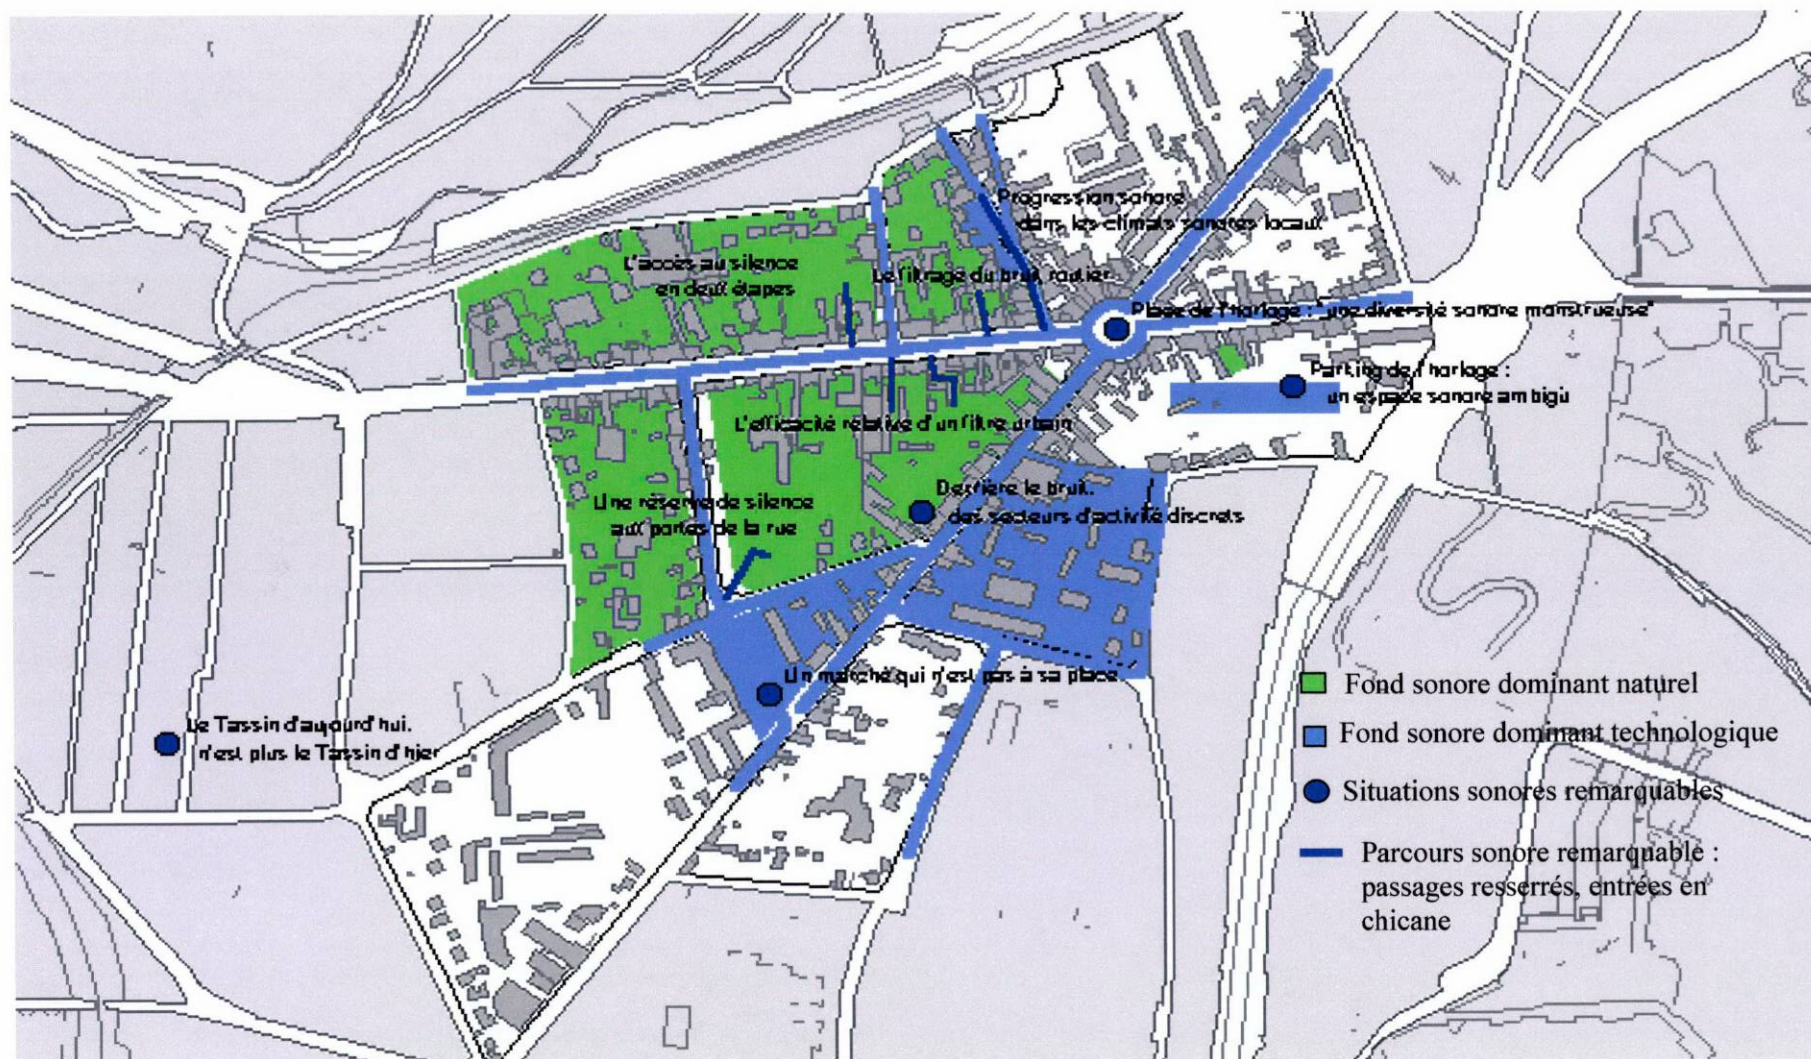 Progression sonore
dans les climats sonores locaux
L'accès au silence
en deux étapes
Le filtrage du bruit routier
Place de l'horloge : "une diversité sonore monstrueuse"
Parking de l'horloge :
un espace sonore ambigu
L'efficacité relative d'un filtre urbain
Une réserve de silence
aux portes de la rue
Derrière le bruit.
des secteurs d'activité discrets
Un marché qui n'est pas à sa place.
Le Tassin d'aujourd'hui.
n'est plus le Tassin d'hier
Fond sonore dominant naturel
Fond sonore dominant technologique
Situations sonores remarquables
Parcours sonore remarquable :
passages resserrés, entrées en
chicane